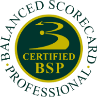 BALANCED SCORECARD
PROFESSIONAL
CERTIFIED
BSP